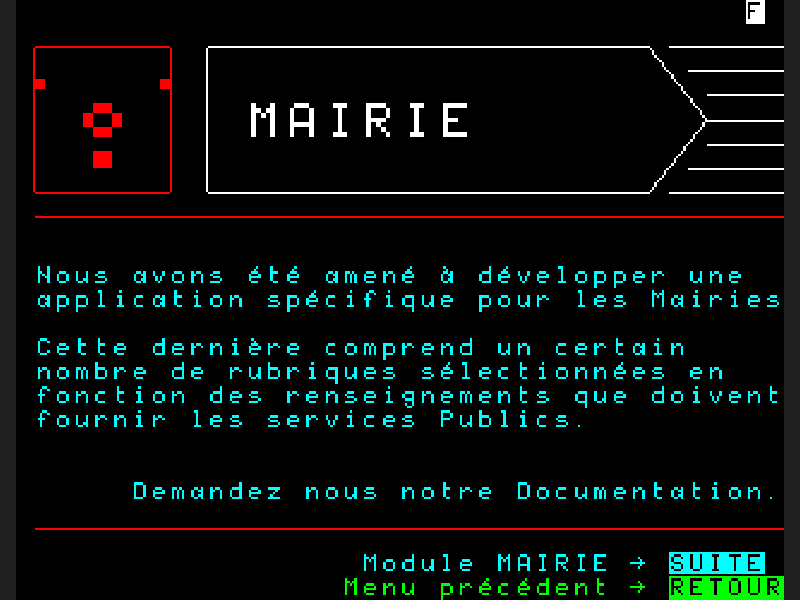 F
MAIRIE
Nous avons été amené à développer une
application spécifique pour les Mairies
Cette dernière comprend un certain
nombre de rubriques sélectionnées en
fonction des renseignements que doivent
fournir les services Publics.
Demandez nous notre Documentation.
Module MAIRIE → SUITE
Menu précédent → RETOUR